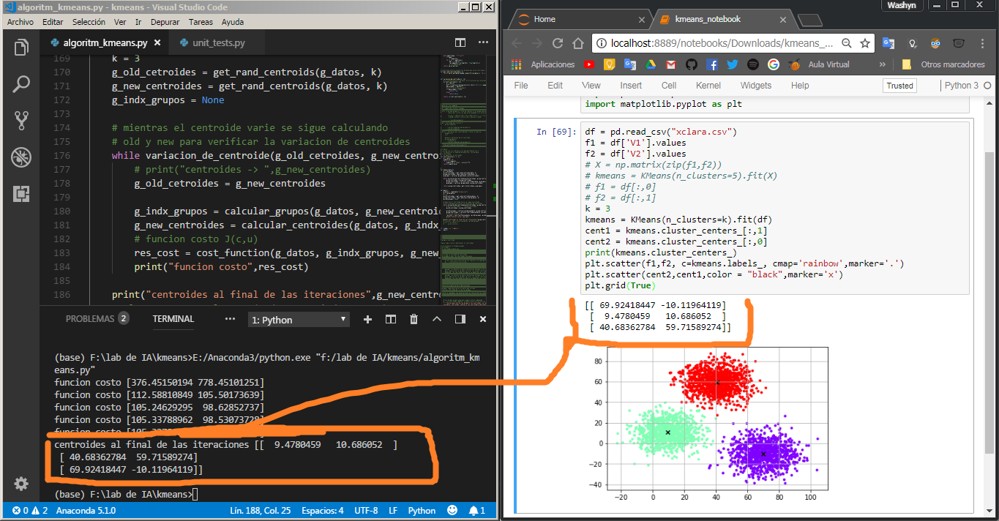 algoritm_kmeans.py - kmeans - Visual Studio Code
Archivo Editar Selección Ver Ir Depurar Tareas Ayuda
algoritm_kmeans.py × unit_tests.py ···
169 k = 3
170 g_old_cetroides = get_rand_centroids(g_datos, k)
171 g_new_centroides = get_rand_centroids(g_datos, k)
172 g_indx_grupos = None
173
174 # mientras el centroide varie se sigue calculando
175 # old y new para verificar la variacion de centroides
176 while variacion_de_centroide(g_old_cetroides, g_new_centro
177 # print("centroides -> ",g_new_centroides)
178 g_old_cetroides = g_new_centroides
179
180 g_indx_grupos = calcular_grupos(g_datos, g_new_centroi
181 g_new_centroides = calcular_centroides(g_datos, g_indx
182 # funcion costo J(c,u)
183 res_cost = cost_function(g_datos, g_indx_grupos, g_new_
184 print("funcion costo",res_cost)
185
186 print("centroides al final de las iteraciones",g_new_centr
PROBLEMAS 2 TERMINAL ··· 1: Python
(base) F:\lab de IA\kmeans>E:/Anaconda3/python.exe "f:/lab de IA/kmeans/algoritm_km
eans.py"
funcion costo [376.45150194 778.45101251]
funcion costo [112.58810849 105.50173639]
funcion costo [105.24629295  98.62852737]
funcion costo [105.33788962  98.53073728]
funcion costo
centroides al final de las iteraciones [[  9.4780459   10.686052  ]
[ 40.68362784  59.71589274]
[ 69.92418447 -10.11964119]]
(base) F:\lab de IA\kmeans>
0 2 Anaconda 5.1.0 Lín. 188, Col. 25 Espacios: 4 UTF-8 LF Python 1
Washyn
Home × kmeans_notebook ×
localhost:8889/notebooks/Downloads/kmeans_...
Aplicaciones Aula Virtual » Otros marcadores
File Edit View Insert Cell Kernel Widgets Help Trusted Python 3
import matplotlib.pyplot as plt
In [69]: df = pd.read_csv("xclara.csv")
f1 = df['V1'].values
f2 = df['V2'].values
# X = np.matrix(zip(f1,f2))
# kmeans = KMeans(n_clusters=5).fit(X)
# f1 = df[:,0]
# f2 = df[:,1]
k = 3
kmeans = KMeans(n_clusters=k).fit(df)
cent1 = kmeans.cluster_centers_[:,1]
cent2 = kmeans.cluster_centers_[:,0]
print(kmeans.cluster_centers_)
plt.scatter(f1,f2, c=kmeans.labels_, cmap='rainbow',marker='.')
plt.scatter(cent2,cent1,color = "black",marker='x')
plt.grid(True)
[[ 69.92418447 -10.11964119]
[  9.4780459   10.686052  ]
[ 40.68362784  59.71589274]]
80
60
40
20
0
−20
−40
−20 0 20 40 60 80 100